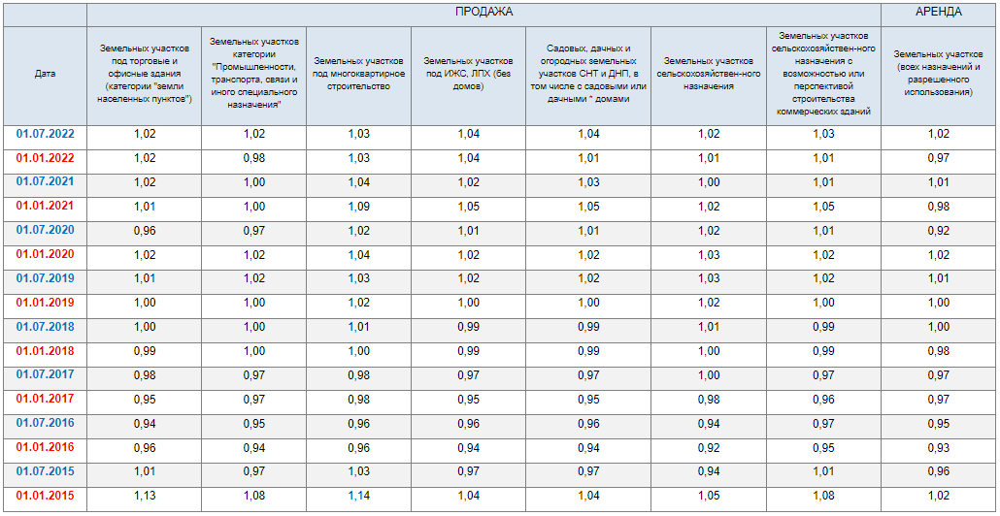 ПРОДАЖА АРЕНДА
Дата
Земельных участков
под торговые и
офисные здания
(категории "земли
населенных пунктов")
Земельных участков
категории
"Промышленности,
транспорта, связи и
иного специального
назначения"
Земельных участков
под многоквартирное
строительство
Земельных участков
под ИЖС, ЛПХ (без
домов)
Садовых, дачных и
огородных земельных
участков СНТ и ДНП, в
том числе с садовыми или
дачными * домами
Земельных участков
сельскохозяйствен-ного
назначения
Земельных участков
сельскохозяйствен-ного
назначения с
возможностью или
перспективой
строительства
коммерческих зданий
Земельных участков
(всех назначений и
разрешенного
использования)
01.07.2022 1,02 1,02 1,03 1,04 1,04 1,02 1,03 1,02
01.01.2022 1,02 0,98 1,03 1,04 1,01 1,01 1,01 0,97
01.07.2021 1,02 1,00 1,04 1,02 1,03 1,00 1,01 1,01
01.01.2021 1,01 1,00 1,09 1,05 1,05 1,02 1,05 0,98
01.07.2020 0,96 0,97 1,02 1,01 1,01 1,02 1,01 0,92
01.01.2020 1,02 1,02 1,04 1,02 1,02 1,03 1,02 1,02
01.07.2019 1,01 1,02 1,03 1,02 1,02 1,03 1,02 1,01
01.01.2019 1,00 1,00 1,02 1,00 1,00 1,02 1,00 1,00
01.07.2018 1,00 1,00 1,01 0,99 0,99 1,01 0,99 1,00
01.01.2018 0,99 1,00 1,00 0,99 0,99 1,00 0,99 0,98
01.07.2017 0,98 0,97 0,98 0,97 0,97 1,00 0,97 0,97
01.01.2017 0,95 0,97 0,98 0,95 0,95 0,98 0,96 0,97
01.07.2016 0,94 0,95 0,96 0,96 0,96 0,94 0,97 0,95
01.01.2016 0,96 0,94 0,96 0,94 0,94 0,92 0,95 0,93
01.07.2015 1,01 0,97 1,03 0,97 0,97 0,94 1,01 0,96
01.01.2015 1,13 1,08 1,14 1,04 1,04 1,05 1,08 1,02